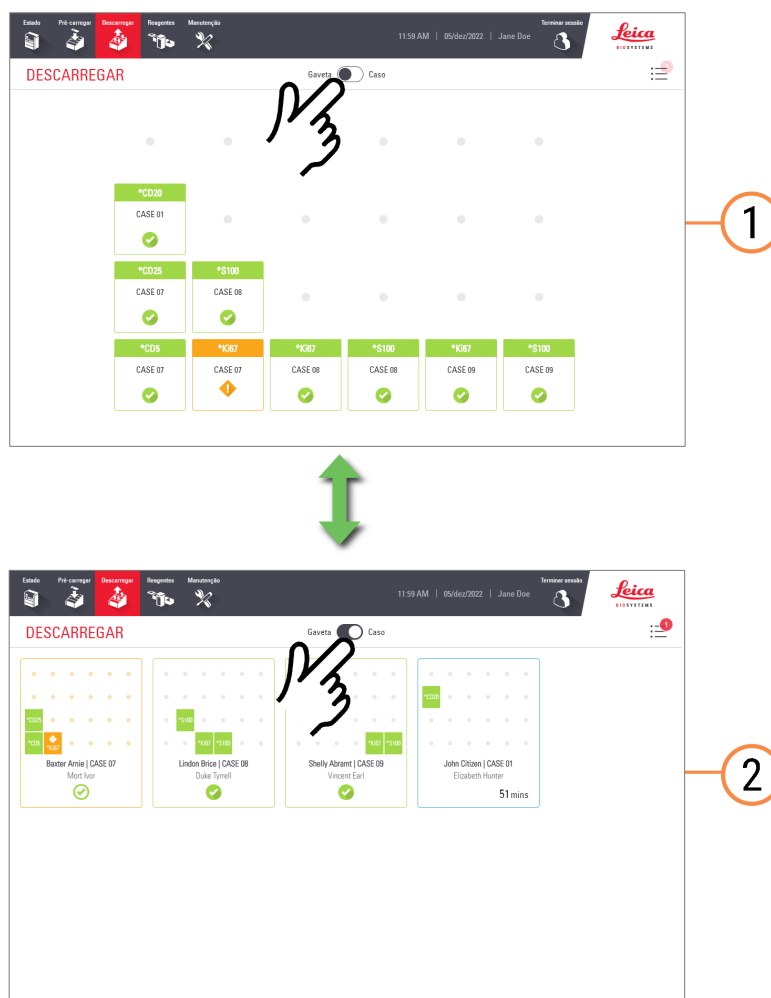 Estado Pré-carregar Descarregar Reagentes Manutenção Terminar sessão
11:59 AM | 05/dez/2022 | Jane Doe
Leica
BIOSYSTEMS
DESCARREGAR Gaveta Caso 1
*CD20
CASE 01
1
*CD25 *S100
CASE 07 CASE 08
*CD5 *Ki67 *Ki67 *S100 *Ki67 *S100
CASE 07 CASE 07 CASE 08 CASE 08 CASE 09 CASE 09
Estado Pré-carregar Descarregar Reagentes Manutenção Terminar sessão
11:59 AM | 05/dez/2022 | Jane Doe
Leica
BIOSYSTEMS
DESCARREGAR Gaveta Caso 1
*CD20
*CD25 *S100
*CD5 *Ki67 *Ki67 *S100 *Ki67 *S100
Baxter Amie | CASE 07 Lindon Brice | CASE 08 Shelly Abramt | CASE 09 John Citizen | CASE 01
Mort Ivor Duke Tyrrell Vincent Earl Elizabeth Hunter
51 mins
2